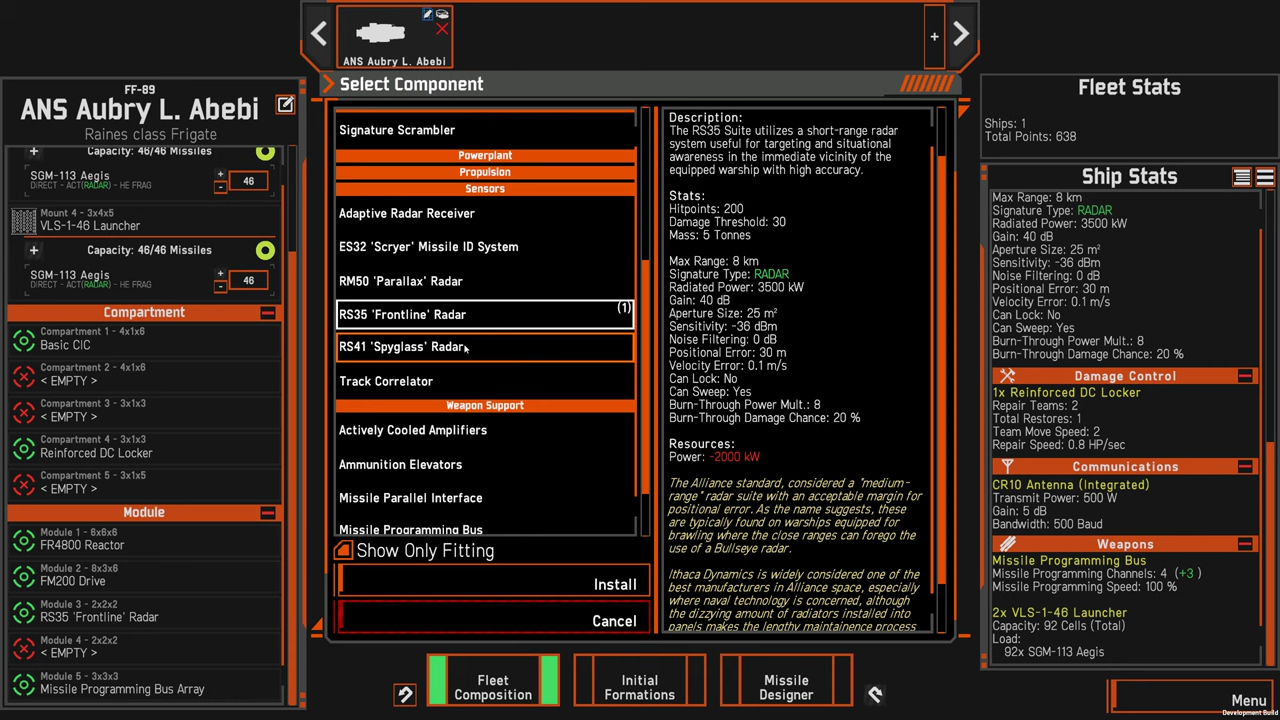 ANS Aubry L. Abebi
+
Select Component
FF-89
ANS Aubry L. Abebi
Raines class Frigate
+ Capacity: 46/46 Missiles
SGM-113 Aegis
DIRECT - ACT(RADAR) - HE FRAG
+
-
46
Mount 4 - 3x4x5
VLS-1-46 Launcher
+ Capacity: 46/46 Missiles
SGM-113 Aegis
DIRECT - ACT(RADAR) - HE FRAG
+
-
46
Compartment
Compartment 1 - 4x1x6
Basic CIC
Compartment 2 - 4x1x6
< EMPTY >
Compartment 3 - 3x1x3
< EMPTY >
Compartment 4 - 3x1x3
Reinforced DC Locker
Compartment 5 - 3x1x5
< EMPTY >
Module
Module 1 - 6x6x6
FR4800 Reactor
Module 2 - 8x3x6
FM200 Drive
Module 3 - 2x2x2
RS35 'Frontline' Radar
Module 4 - 2x2x2
< EMPTY >
Module 5 - 3x3x3
Missile Programming Bus Array
Signature Scrambler
Powerplant
Propulsion
Sensors
Adaptive Radar Receiver
ES32 'Scryer' Missile ID System
RM50 'Parallax' Radar
RS35 'Frontline' Radar (1)
RS41 'Spyglass' Radar
Track Correlator
Weapon Support
Actively Cooled Amplifiers
Ammunition Elevators
Missile Parallel Interface
Missile Programming Bus
Show Only Fitting
Install
Cancel
Description:
The RS35 Suite utilizes a short-range radar
system useful for targeting and situational
awareness in the immediate vicinity of the
equipped warship with high accuracy.
Stats:
Hitpoints: 200
Damage Threshold: 30
Mass: 5 Tonnes
Max Range: 8 km
Signature Type: RADAR
Radiated Power: 3500 kW
Gain: 40 dB
Aperture Size: 25 m²
Sensitivity: -36 dBm
Noise Filtering: 0 dB
Positional Error: 30 m
Velocity Error: 0.1 m/s
Can Lock: No
Can Sweep: Yes
Burn-Through Power Mult.: 8
Burn-Through Damage Chance: 20 %
Resources:
Power: -2000 kW
The Alliance standard, considered a "medium-
range" radar suite with an acceptable margin for
positional error. As the name suggests, these
are typically found on warships equipped for
brawling where the close ranges can forego the
use of a Bullseye radar.
Ithaca Dynamics is widely considered one of the
best manufacturers in Alliance space, especially
where naval technology is concerned, although
the dizzying amount of radiators installed into
panels makes the lengthy maintainence process
Fleet Stats
Ships: 1
Total Points: 638
Ship Stats
Max Range: 8 km
Signature Type: RADAR
Radiated Power: 3500 kW
Gain: 40 dB
Aperture Size: 25 m²
Sensitivity: -36 dBm
Noise Filtering: 0 dB
Positional Error: 30 m
Velocity Error: 0.1 m/s
Can Lock: No
Can Sweep: Yes
Burn-Through Power Mult.: 8
Burn-Through Damage Chance: 20 %
Damage Control
1x Reinforced DC Locker
Repair Teams: 2
Total Restores: 1
Team Move Speed: 2
Repair Speed: 0.8 HP/sec
Communications
CR10 Antenna (Integrated)
Transmit Power: 500 W
Gain: 5 dB
Bandwidth: 500 Baud
Weapons
Missile Programming Bus
Missile Programming Channels: 4 (+3 )
Missile Programming Speed: 100 %
2x VLS-1-46 Launcher
Capacity: 92 Cells (Total)
Load:
92x SGM-113 Aegis
Fleet
Composition
Initial
Formations
Missile
Designer
Menu
Development Build